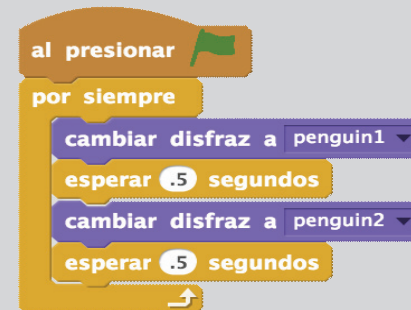 al presionar
por siempre
cambiar disfraz a penguin1
esperar .5 segundos
cambiar disfraz a penguin2
esperar .5 segundos